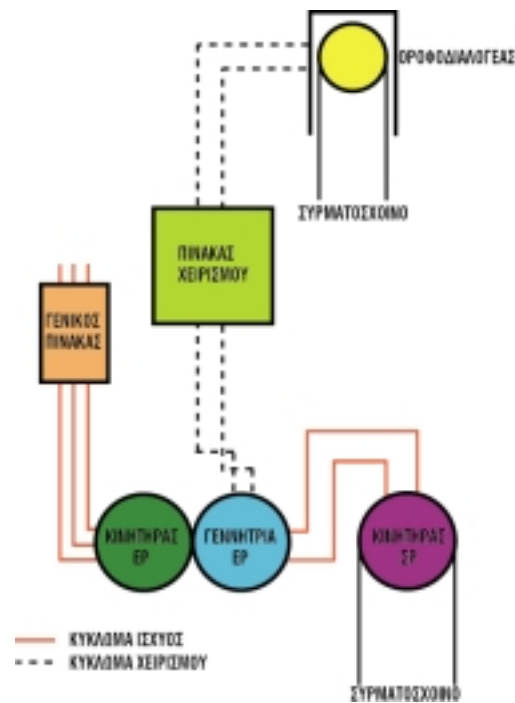 ΟΡΟΦΟΔΙΑΛΟΓΕΑΣ
ΣΥΡΜΑΤΟΣΧΟΙΝΟ
ΠΙΝΑΚΑΣ
ΧΕΙΡΙΣΜΟΥ
ΓΕΝΙΚΟΣ
ΠΙΝΑΚΑΣ
ΚΙΝΗΤΗΡΑΣ
ΕΡ
ΓΕΝΝΗΤΡΙΑ
ΕΡ
ΚΙΝΗΤΗΡΑΣ
ΣΡ
ΚΥΚΛΩΜΑ ΙΣΧΥΟΣ
ΚΥΚΛΩΜΑ ΧΕΙΡΙΣΜΟΥ
ΣΥΡΜΑΤΟΣΧΟΙΝΟ